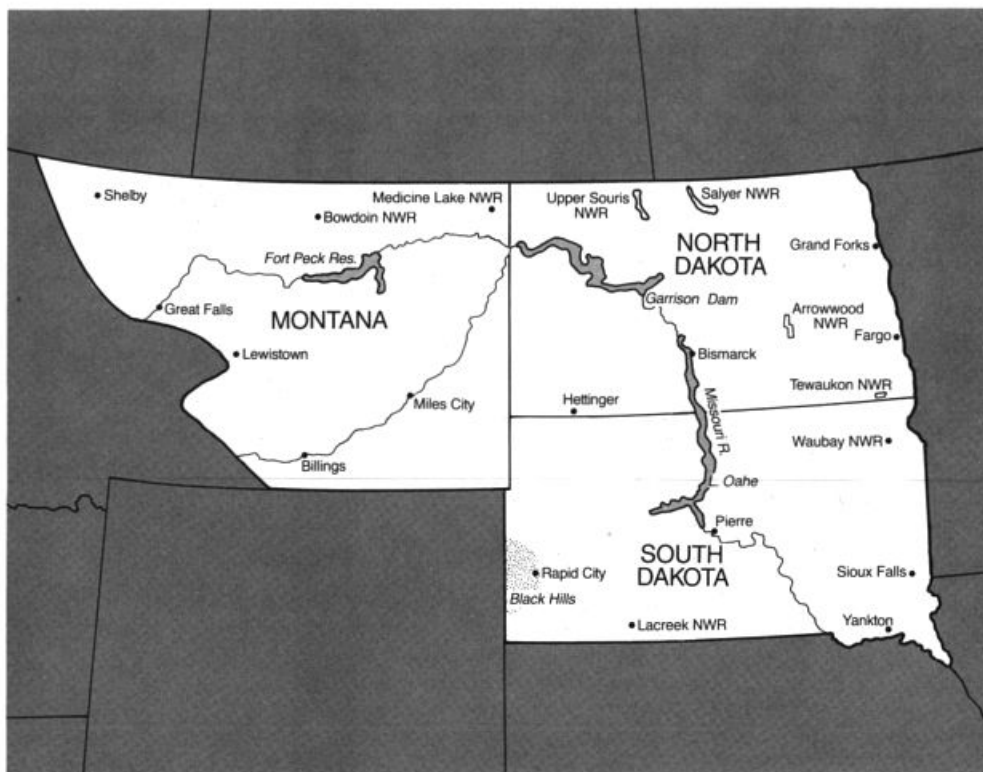 Shelby
Bowdoin NWR
Medicine Lake NWR
Upper Souris
NWR
Salyer NWR
Fort Peck Res.
NORTH
DAKOTA
Grand Forks
Great Falls
MONTANA
Garrison Dam
Arrowwood
NWR
Fargo
Lewistown
Bismarck
Miles City
Hettinger
Missouri R.
Tewaukon NWR
Billings
Waubay NWR
L. Oahe
Pierre
SOUTH
DAKOTA
Rapid City
Black Hills
Sioux Falls
Lacreek NWR
Yankton